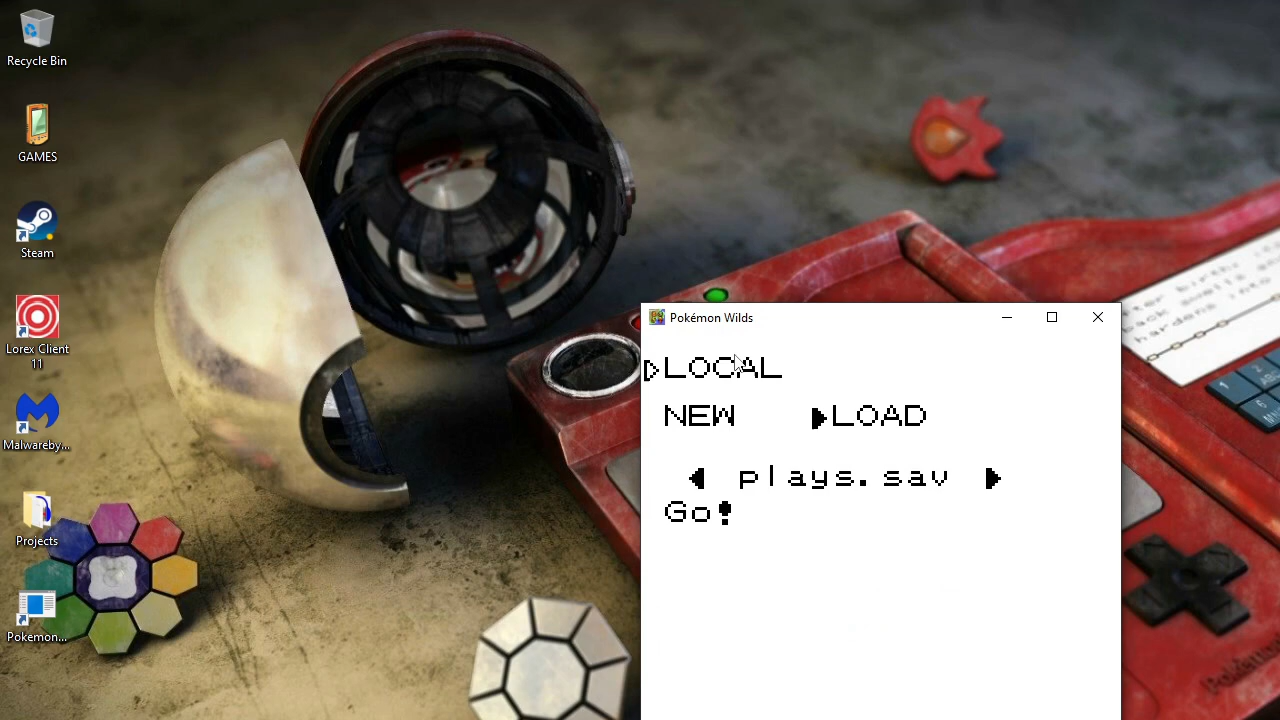 Recycle Bin
GAMES
Steam
Lorex Client
11
Malwareby...
Projects
Pokemon...
Pokémon Wilds
LOCAL
NEW LOAD
plays.sav
Go!